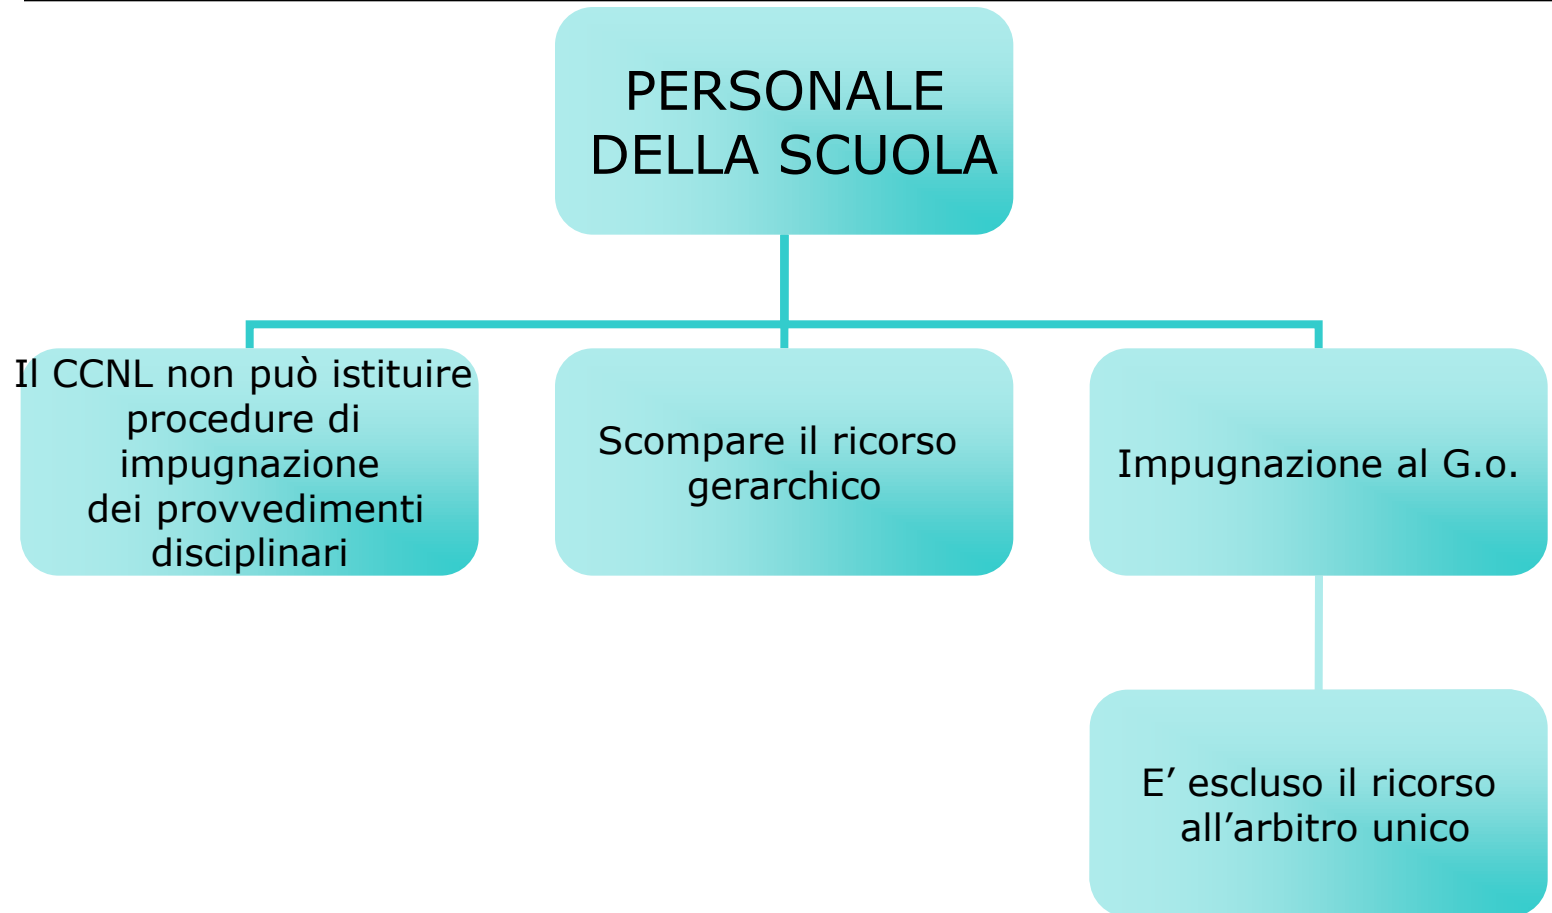 PERSONALE
DELLA SCUOLA
Il CCNL non può istituire
procedure di
impugnazione
dei provvedimenti
disciplinari
Scompare il ricorso
gerarchico
Impugnazione al G.o.
E’ escluso il ricorso
all’arbitro unico